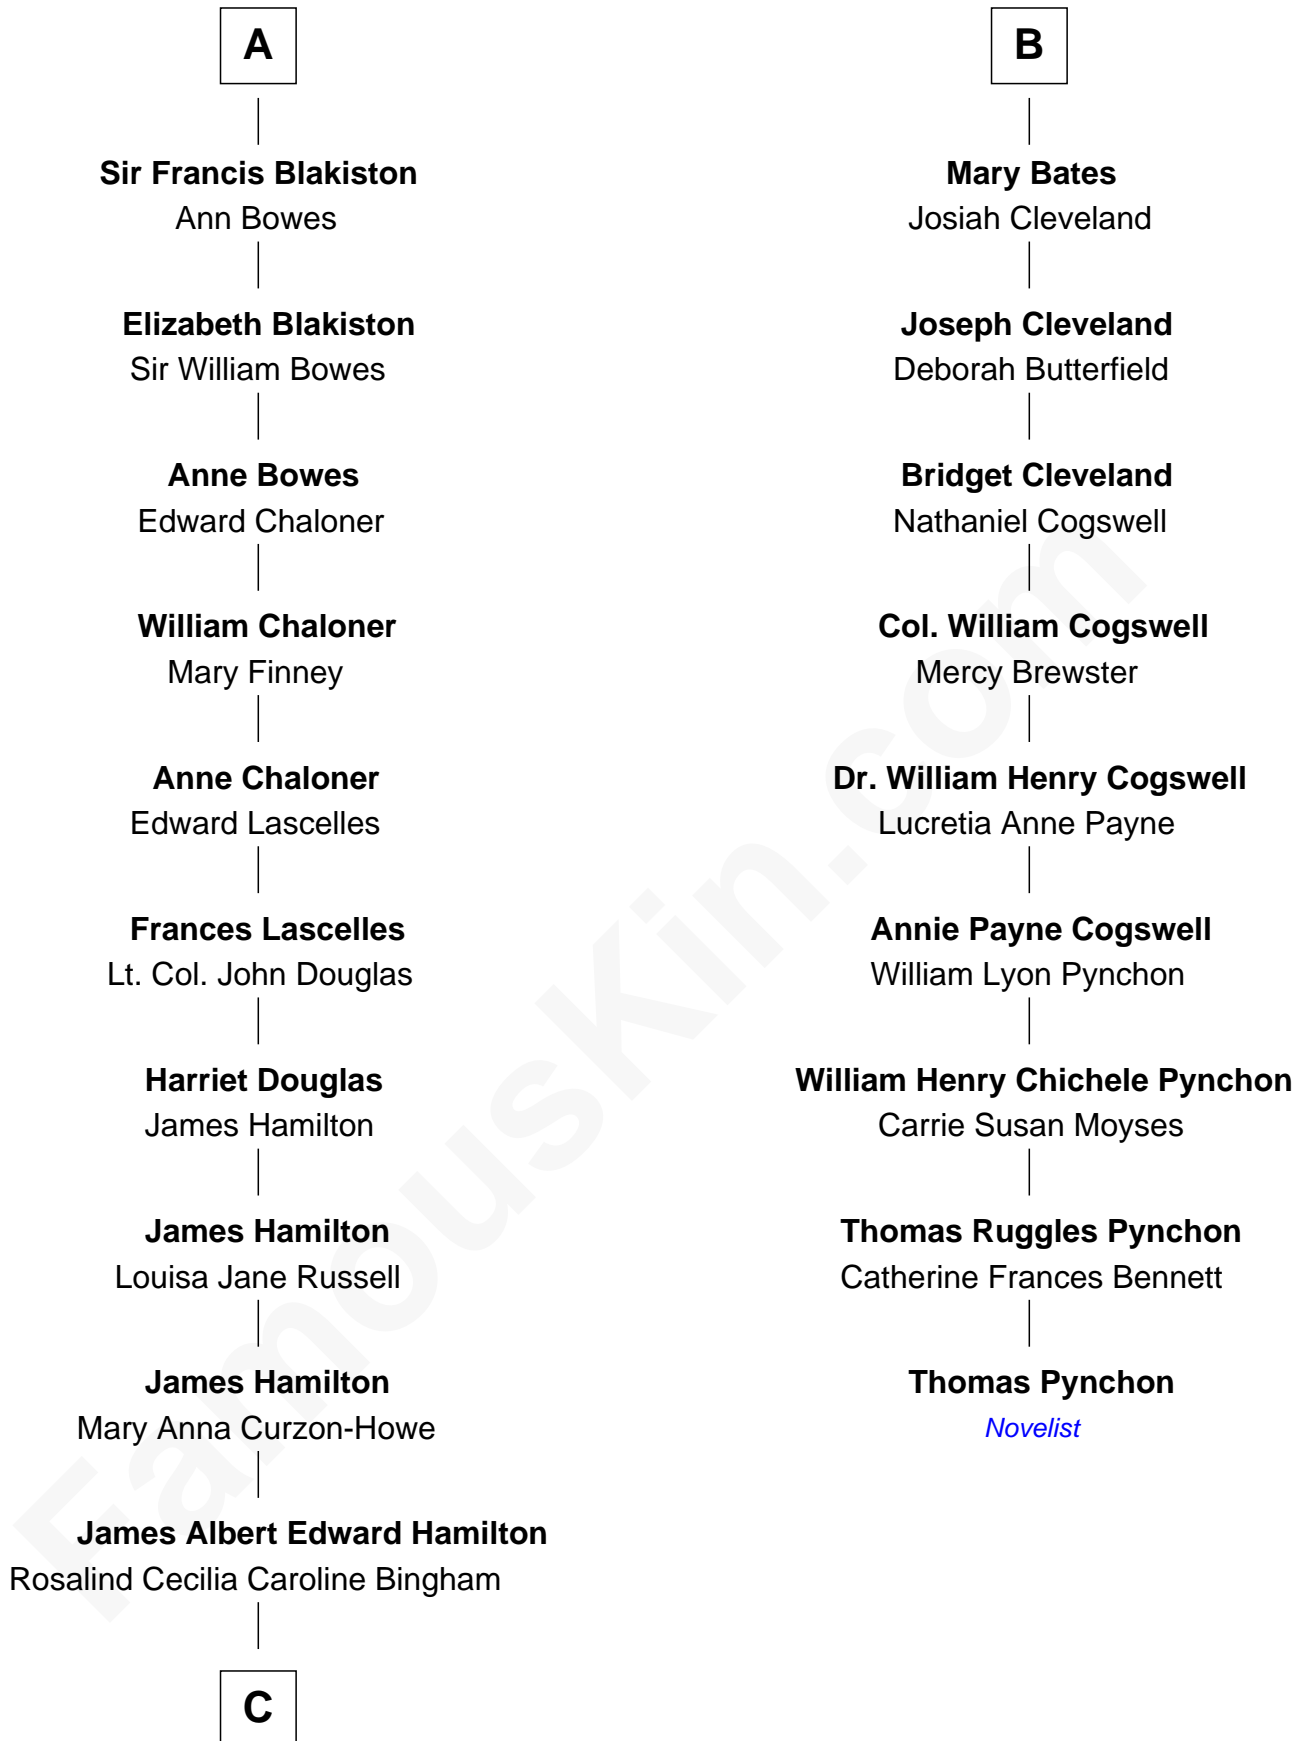 A
Sir Francis Blakiston
Ann Bowes
Elizabeth Blakiston
Sir William Bowes
Anne Bowes
Edward Chaloner
William Chaloner
Mary Finney
Anne Chaloner
Edward Lascelles
Frances Lascelles
Lt. Col. John Douglas
Harriet Douglas
James Hamilton
James Hamilton
Louisa Jane Russell
James Hamilton
Mary Anna Curzon-Howe
James Albert Edward Hamilton
Rosalind Cecilia Caroline Bingham
C
B
Mary Bates
Josiah Cleveland
Joseph Cleveland
Deborah Butterfield
Bridget Cleveland
Nathaniel Cogswell
Col. William Cogswell
Mercy Brewster
Dr. William Henry Cogswell
Lucretia Anne Payne
Annie Payne Cogswell
William Lyon Pynchon
William Henry Chichele Pynchon
Carrie Susan Moyses
Thomas Ruggles Pynchon
Catherine Frances Bennett
Thomas Pynchon
Novelist
FamousKin.com